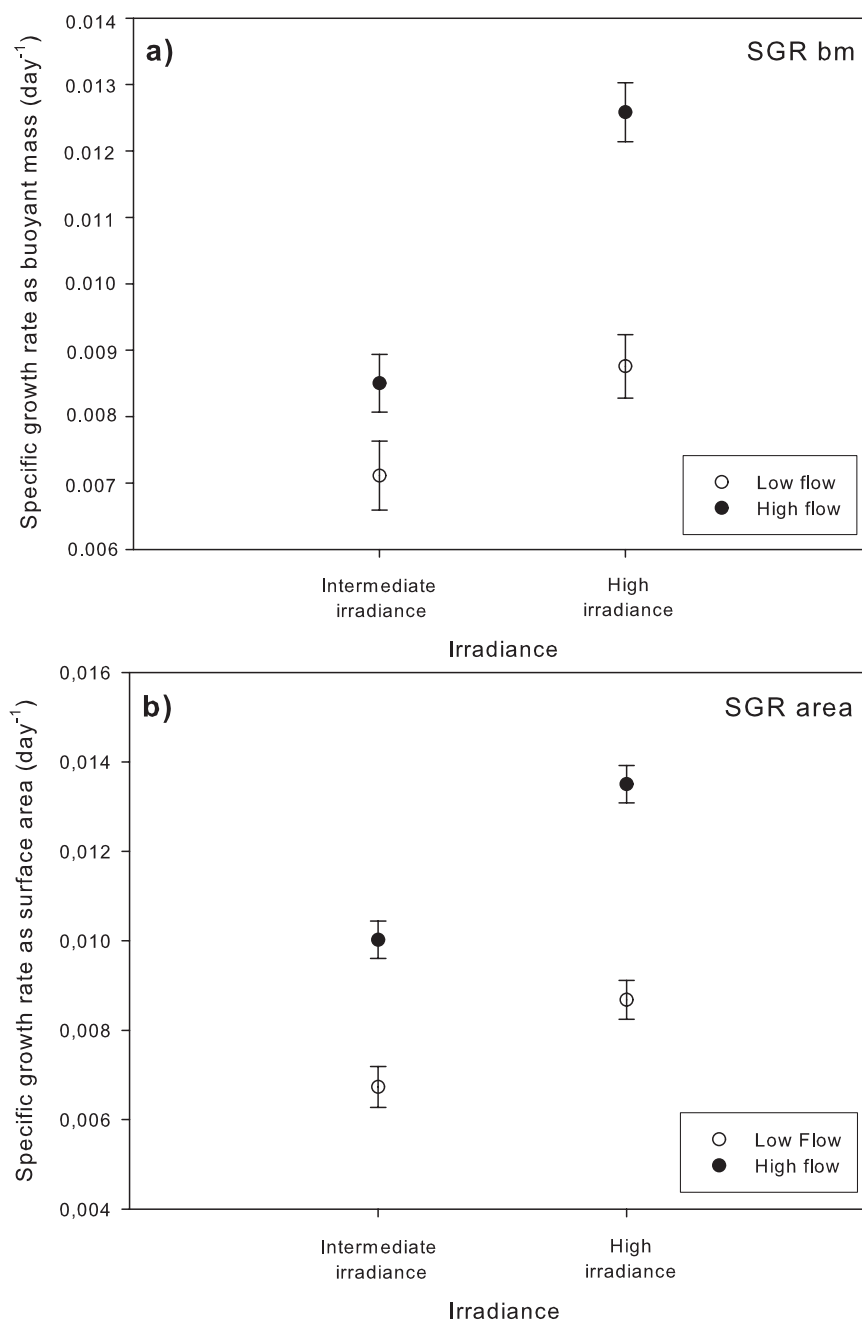 a)
SGR bm
Specific growth rate as buoyant mass (day⁻¹)
0.014
0.013
0.012
0.011
0.010
0.009
0.008
0.007
0.006
Low flow
High flow
Intermediate
irradiance
High
irradiance
Irradiance
b)
SGR area
Specific growth rate as surface area (day⁻¹)
0,016
0,014
0,012
0,010
0,008
0,006
0,004
Low Flow
High flow
Intermediate
irradiance
High
irradiance
Irradiance